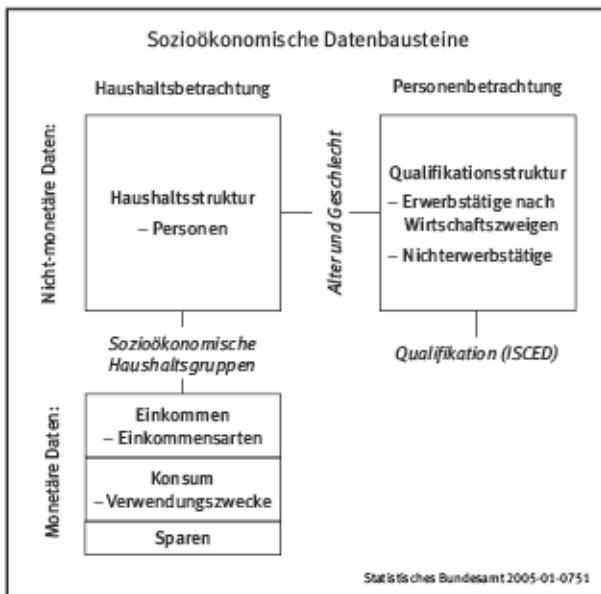 Sozioökonomische Datenbausteine
Haushaltsbetrachtung
Personenbetrachtung
Nicht-monetäre Daten:
Haushaltsstruktur
– Personen
Alter und Geschlecht
Qualifikationsstruktur
– Erwerbstätige nach
Wirtschaftszweigen
– Nichterwerbstätige
Sozioökonomische
Haushaltsgruppen
Qualifikation (ISCED)
Monetäre Daten:
Einkommen
– Einkommensarten
Konsum
– Verwendungszwecke
Sparen
Statistisches Bundesamt 2005-01-0751